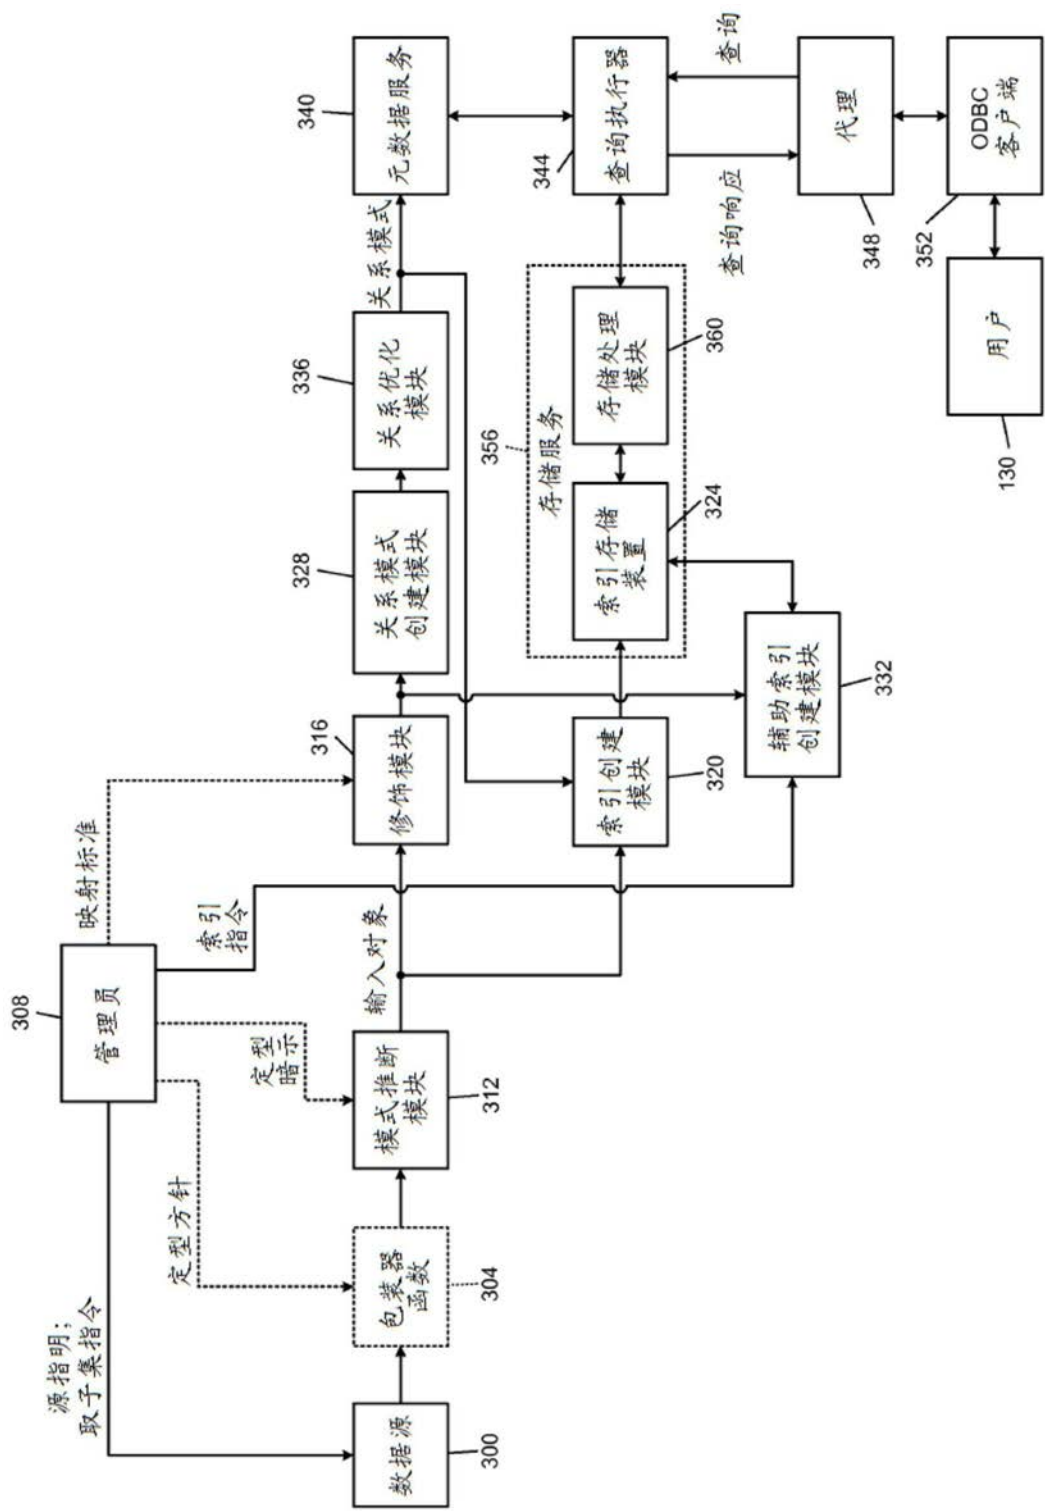 308
管理员
源指明;
取子集指令
定型方针
定型
暗示
索引
指令
映射标准
数据源
300
包装器
函数
304
模式推断
模块
312
输入对象
修饰模块
316
关系模式
创建模块
328
关系优化
模块
336
关系模式
元数据服务
340
索引创建
模块
320
存储服务
356
索引存储
装置
324
存储处理
模块
360
查询执行器
344
查询
查询响应
辅助索引
创建模块
332
代理
348
ODBC
客户端
352
用户
130